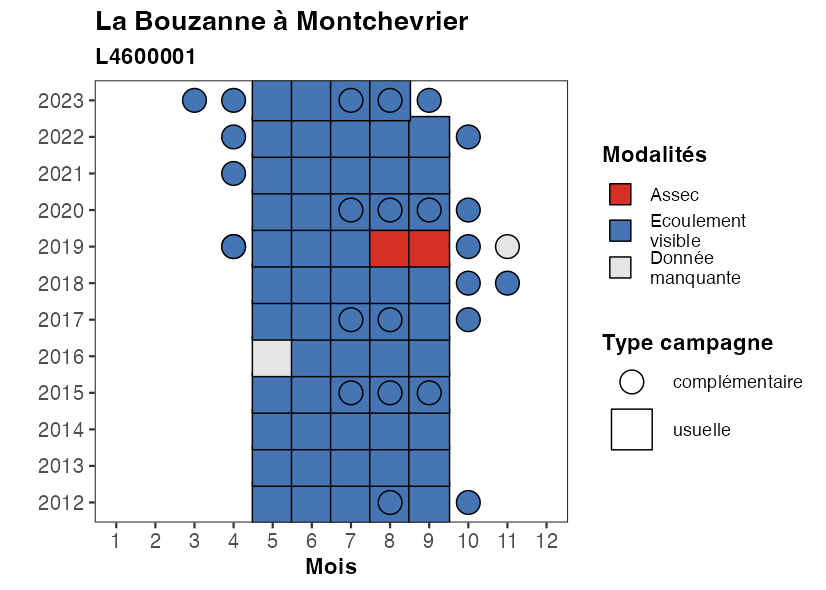 La Bouzanne à Montchevrier
L4600001
2023
2022
2021
2020
2019
2018
2017
2016
2015
2014
2013
2012
1 2 3 4 5 6 7 8 9 10 11 12
Mois
Modalités
Assec
Ecoulement
visible
Donnée
manquante
Type campagne
complémentaire
usuelle